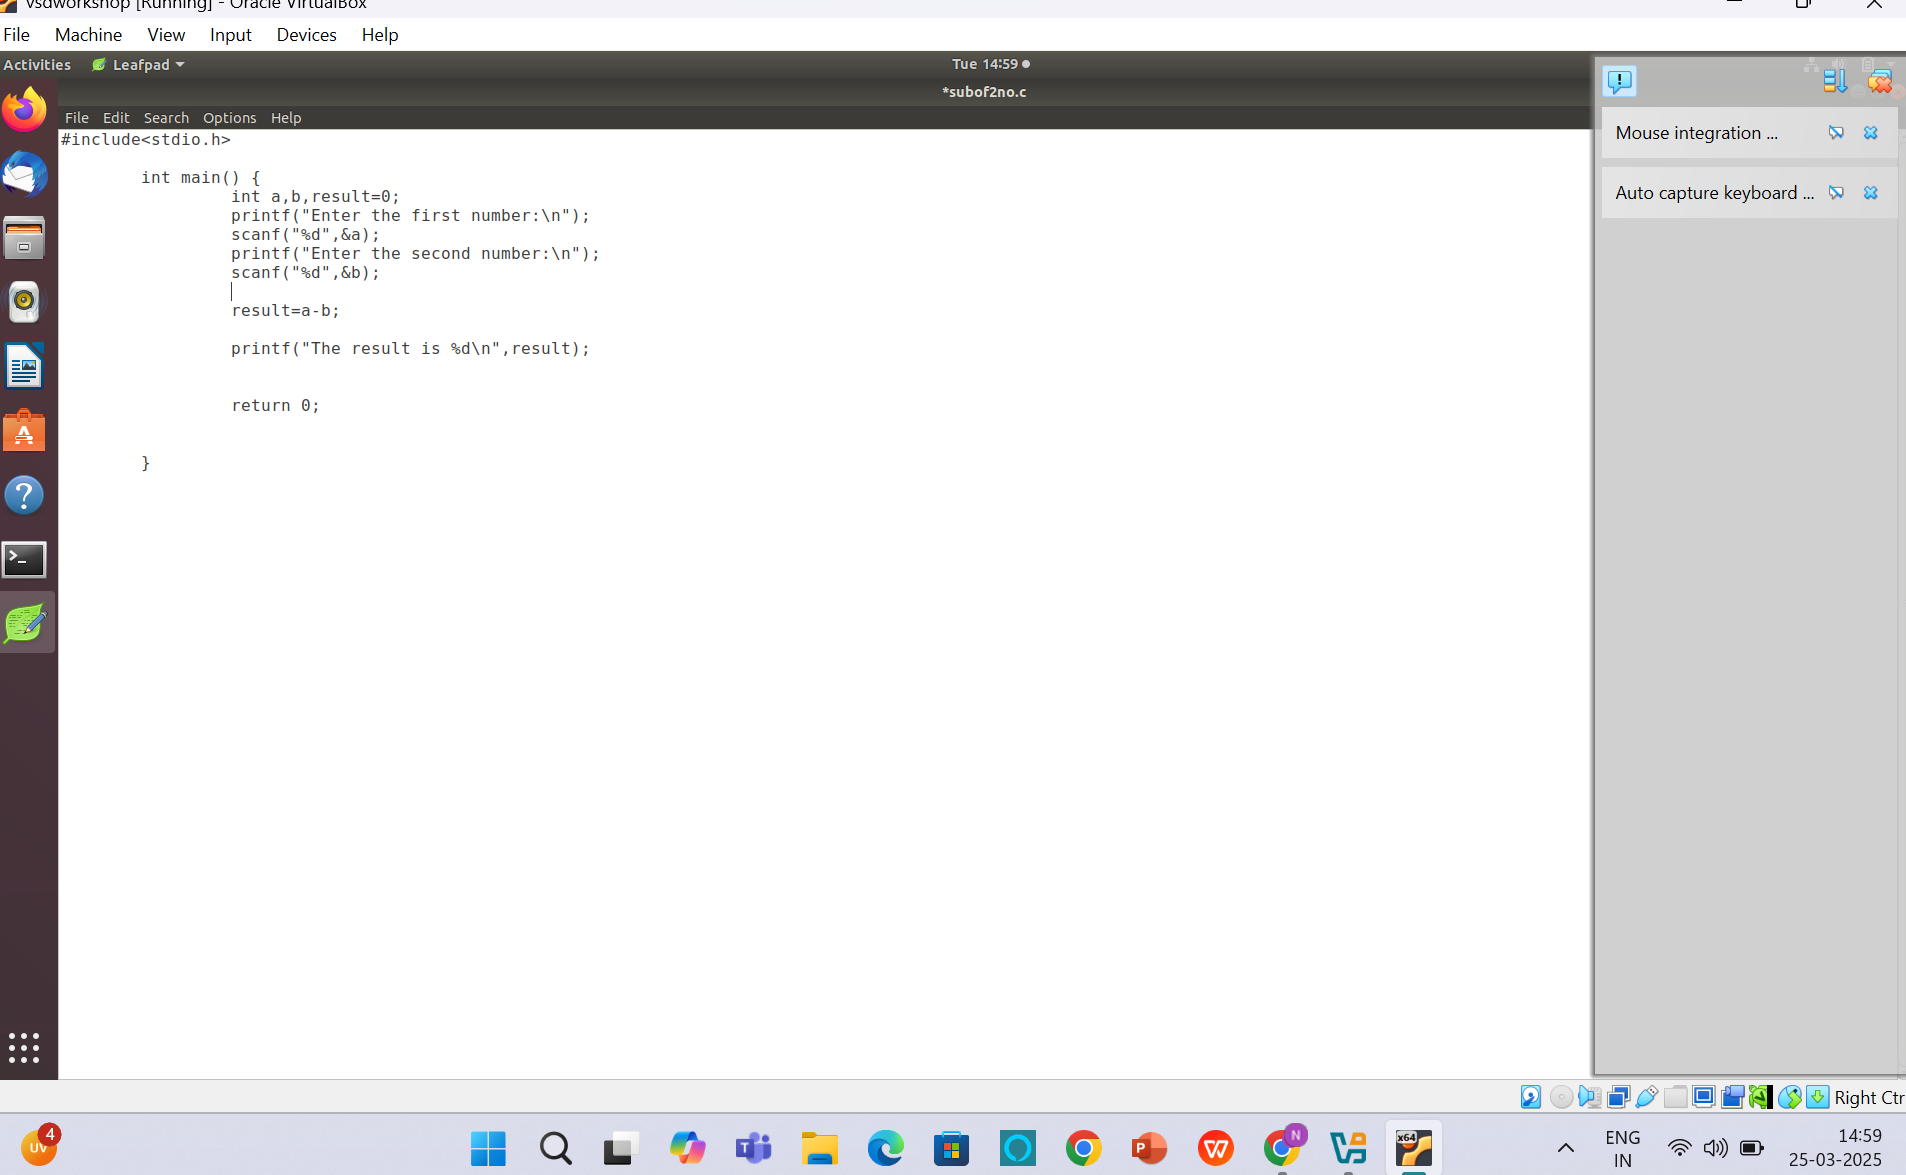 vsdworkshop [Running] - Oracle VirtualBox
File Machine View Input Devices Help
Activities Leafpad Tue 14:59
*subof2no.c
File Edit Search Options Help
#include<stdio.h>
int main() {
int a,b,result=0;
printf("Enter the first number:\n");
scanf("%d",&a);
printf("Enter the second number:\n");
scanf("%d",&b);
result=a-b;
printf("The result is %d\n",result);
return 0;
}
Mouse integration ...
Auto capture keyboard ...
Right Ctr
4
UV
N
x64
ENG
IN
14:59
25-03-2025